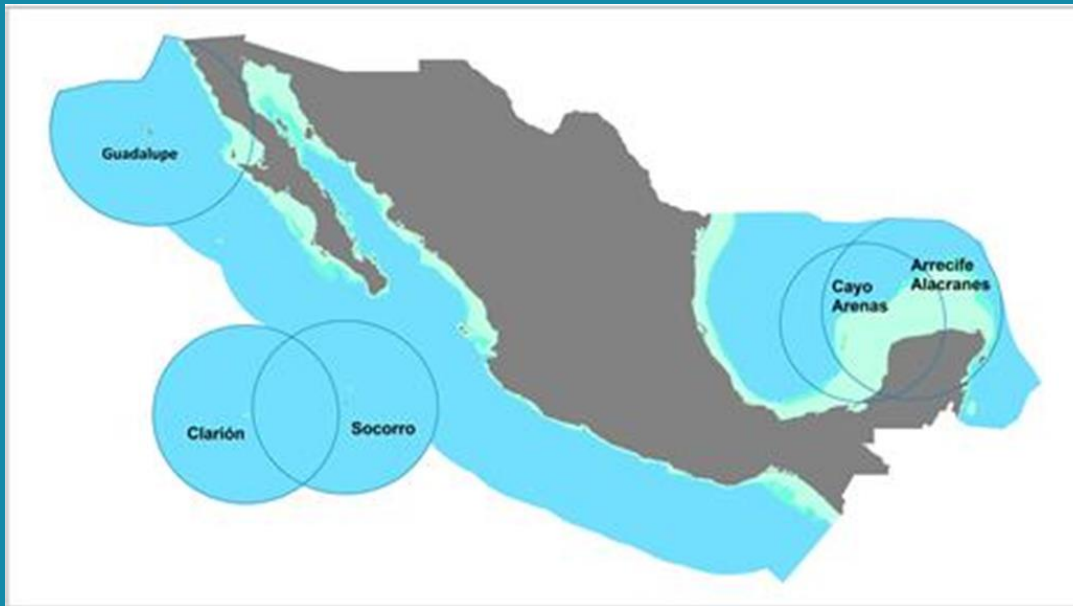 Guadalupe
Arrecife
Alacranes
Cayo
Arenas
Clarión
Socorro